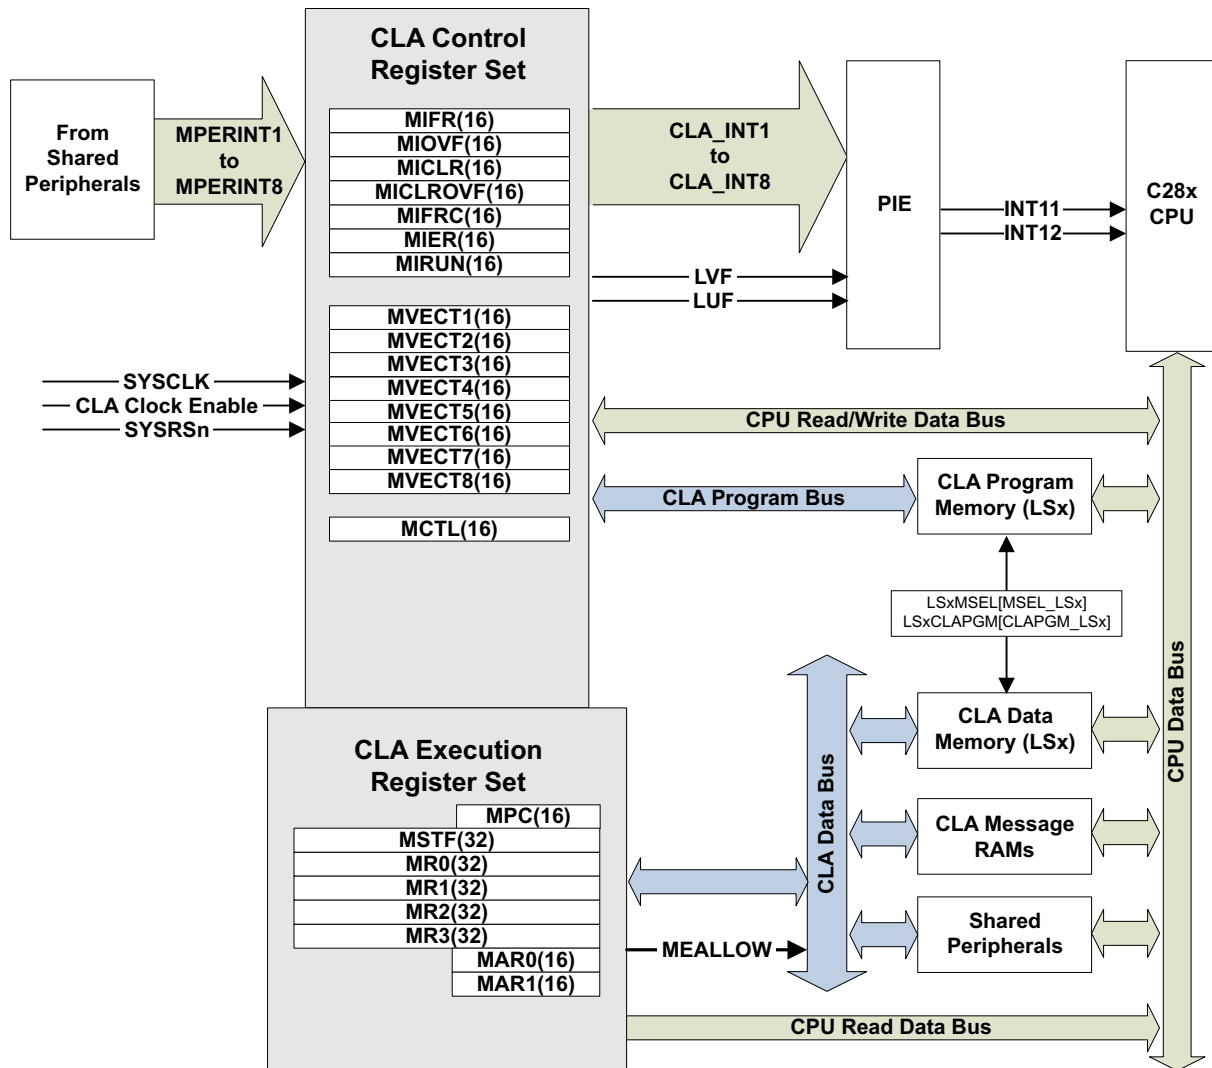 CLA Control
Register Set
From
Shared
Peripherals
MPERINT1
to
MPERINT8
MIFR(16)
MIOVF(16)
MICLR(16)
MICLROVF(16)
MIFRC(16)
MIER(16)
MIRUN(16)
CLA_INT1
to
CLA_INT8
PIE
INT11
INT12
C28x
CPU
LVF
LUF
MVECT1(16)
MVECT2(16)
MVECT3(16)
MVECT4(16)
MVECT5(16)
MVECT6(16)
MVECT7(16)
MVECT8(16)
SYSCLK
CLA Clock Enable
SYSRSn
CPU Read/Write Data Bus
CLA Program Bus
CLA Program
Memory (LSx)
MCTL(16)
LSxMSEL[MSEL_LSx]
LSxCLAPGM[CLAPGM_LSx]
CLA Data
Memory (LSx)
CPU Data Bus
CLA Data Bus
CLA Message
RAMs
Shared
Peripherals
CLA Execution
Register Set
MPC(16)
MSTF(32)
MR0(32)
MR1(32)
MR2(32)
MR3(32)
MAR0(16)
MAR1(16)
MEALLOW
CPU Read Data Bus